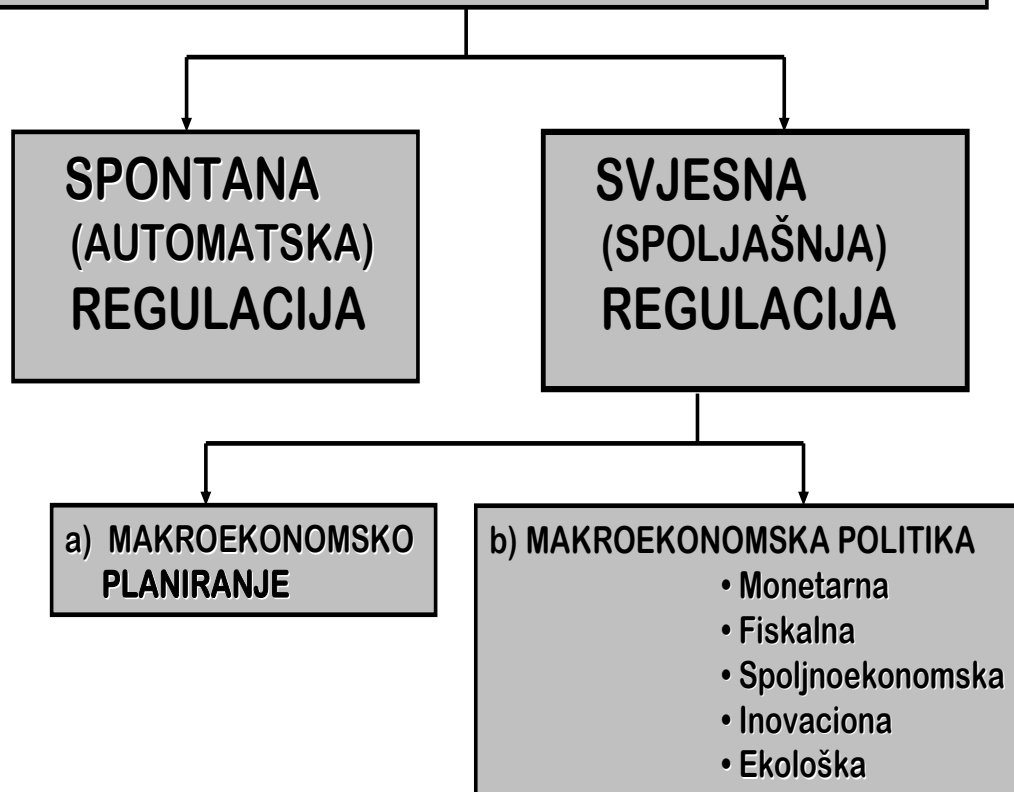 SPONTANA
(AUTOMATSKA)
REGULACIJA
SVJESNA
(SPOLJAŠNJA)
REGULACIJA
a) MAKROEKONOMSKO
PLANIRANJE
b) MAKROEKONOMSKA POLITIKA
• Monetarna
• Fiskalna
• Spoljnoekonomska
• Inovaciona
• Ekološka